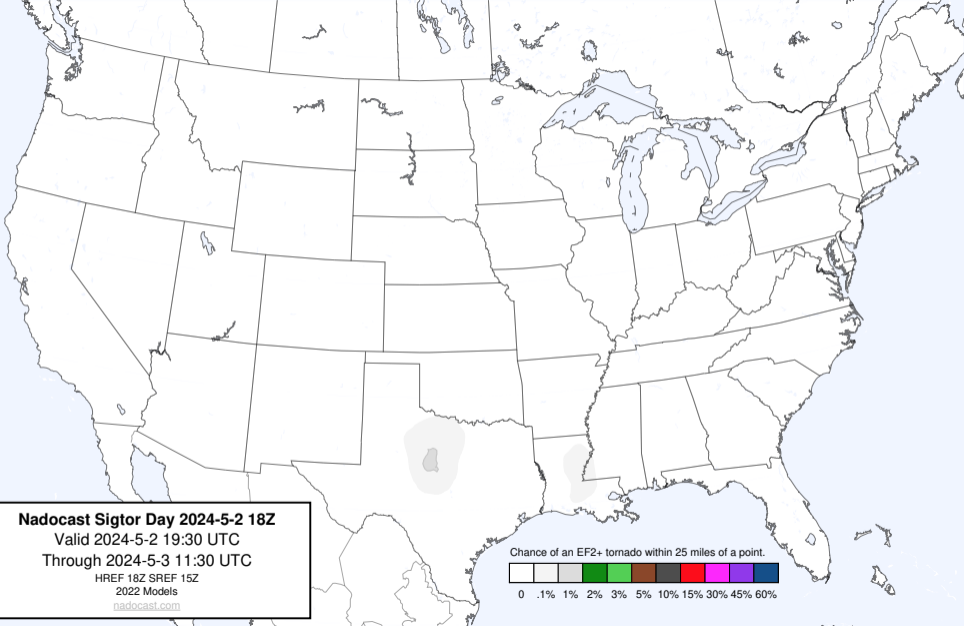 Nadocast Sigtor Day 2024-5-2 18Z
Valid 2024-5-2 19:30 UTC
Through 2024-5-3 11:30 UTC
HREF 18Z SREF 15Z
2022 Models
nadocast.com
Chance of an EF2+ tornado within 25 miles of a point.
0 .1% 1% 2% 3% 5% 10% 15% 30% 45% 60%